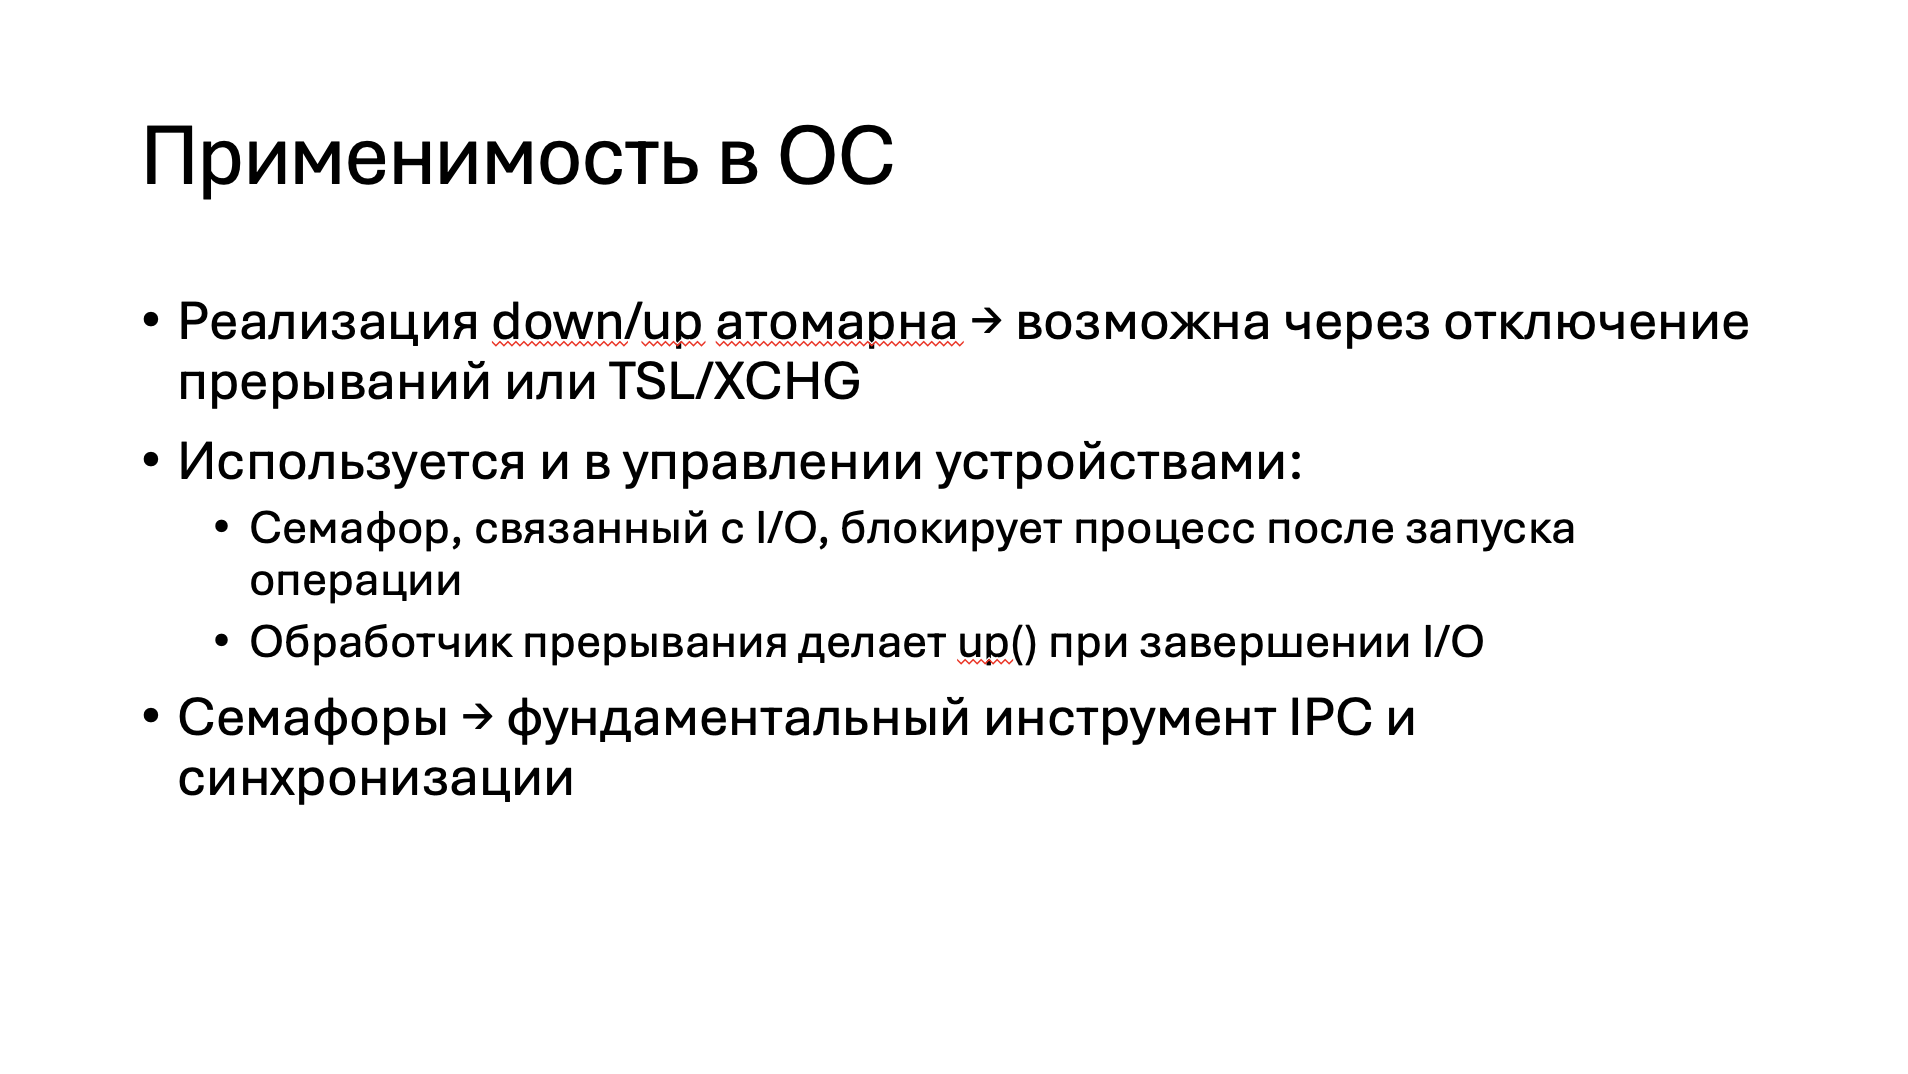 Применимость в ОС
• Реализация down/up атомарна → возможна через отключение
прерываний или TSL/XCHG
• Используется и в управлении устройствами:
• Семафор, связанный с I/O, блокирует процесс после запуска
операции
• Обработчик прерывания делает up() при завершении I/O
• Семафоры → фундаментальный инструмент IPC и
синхронизации